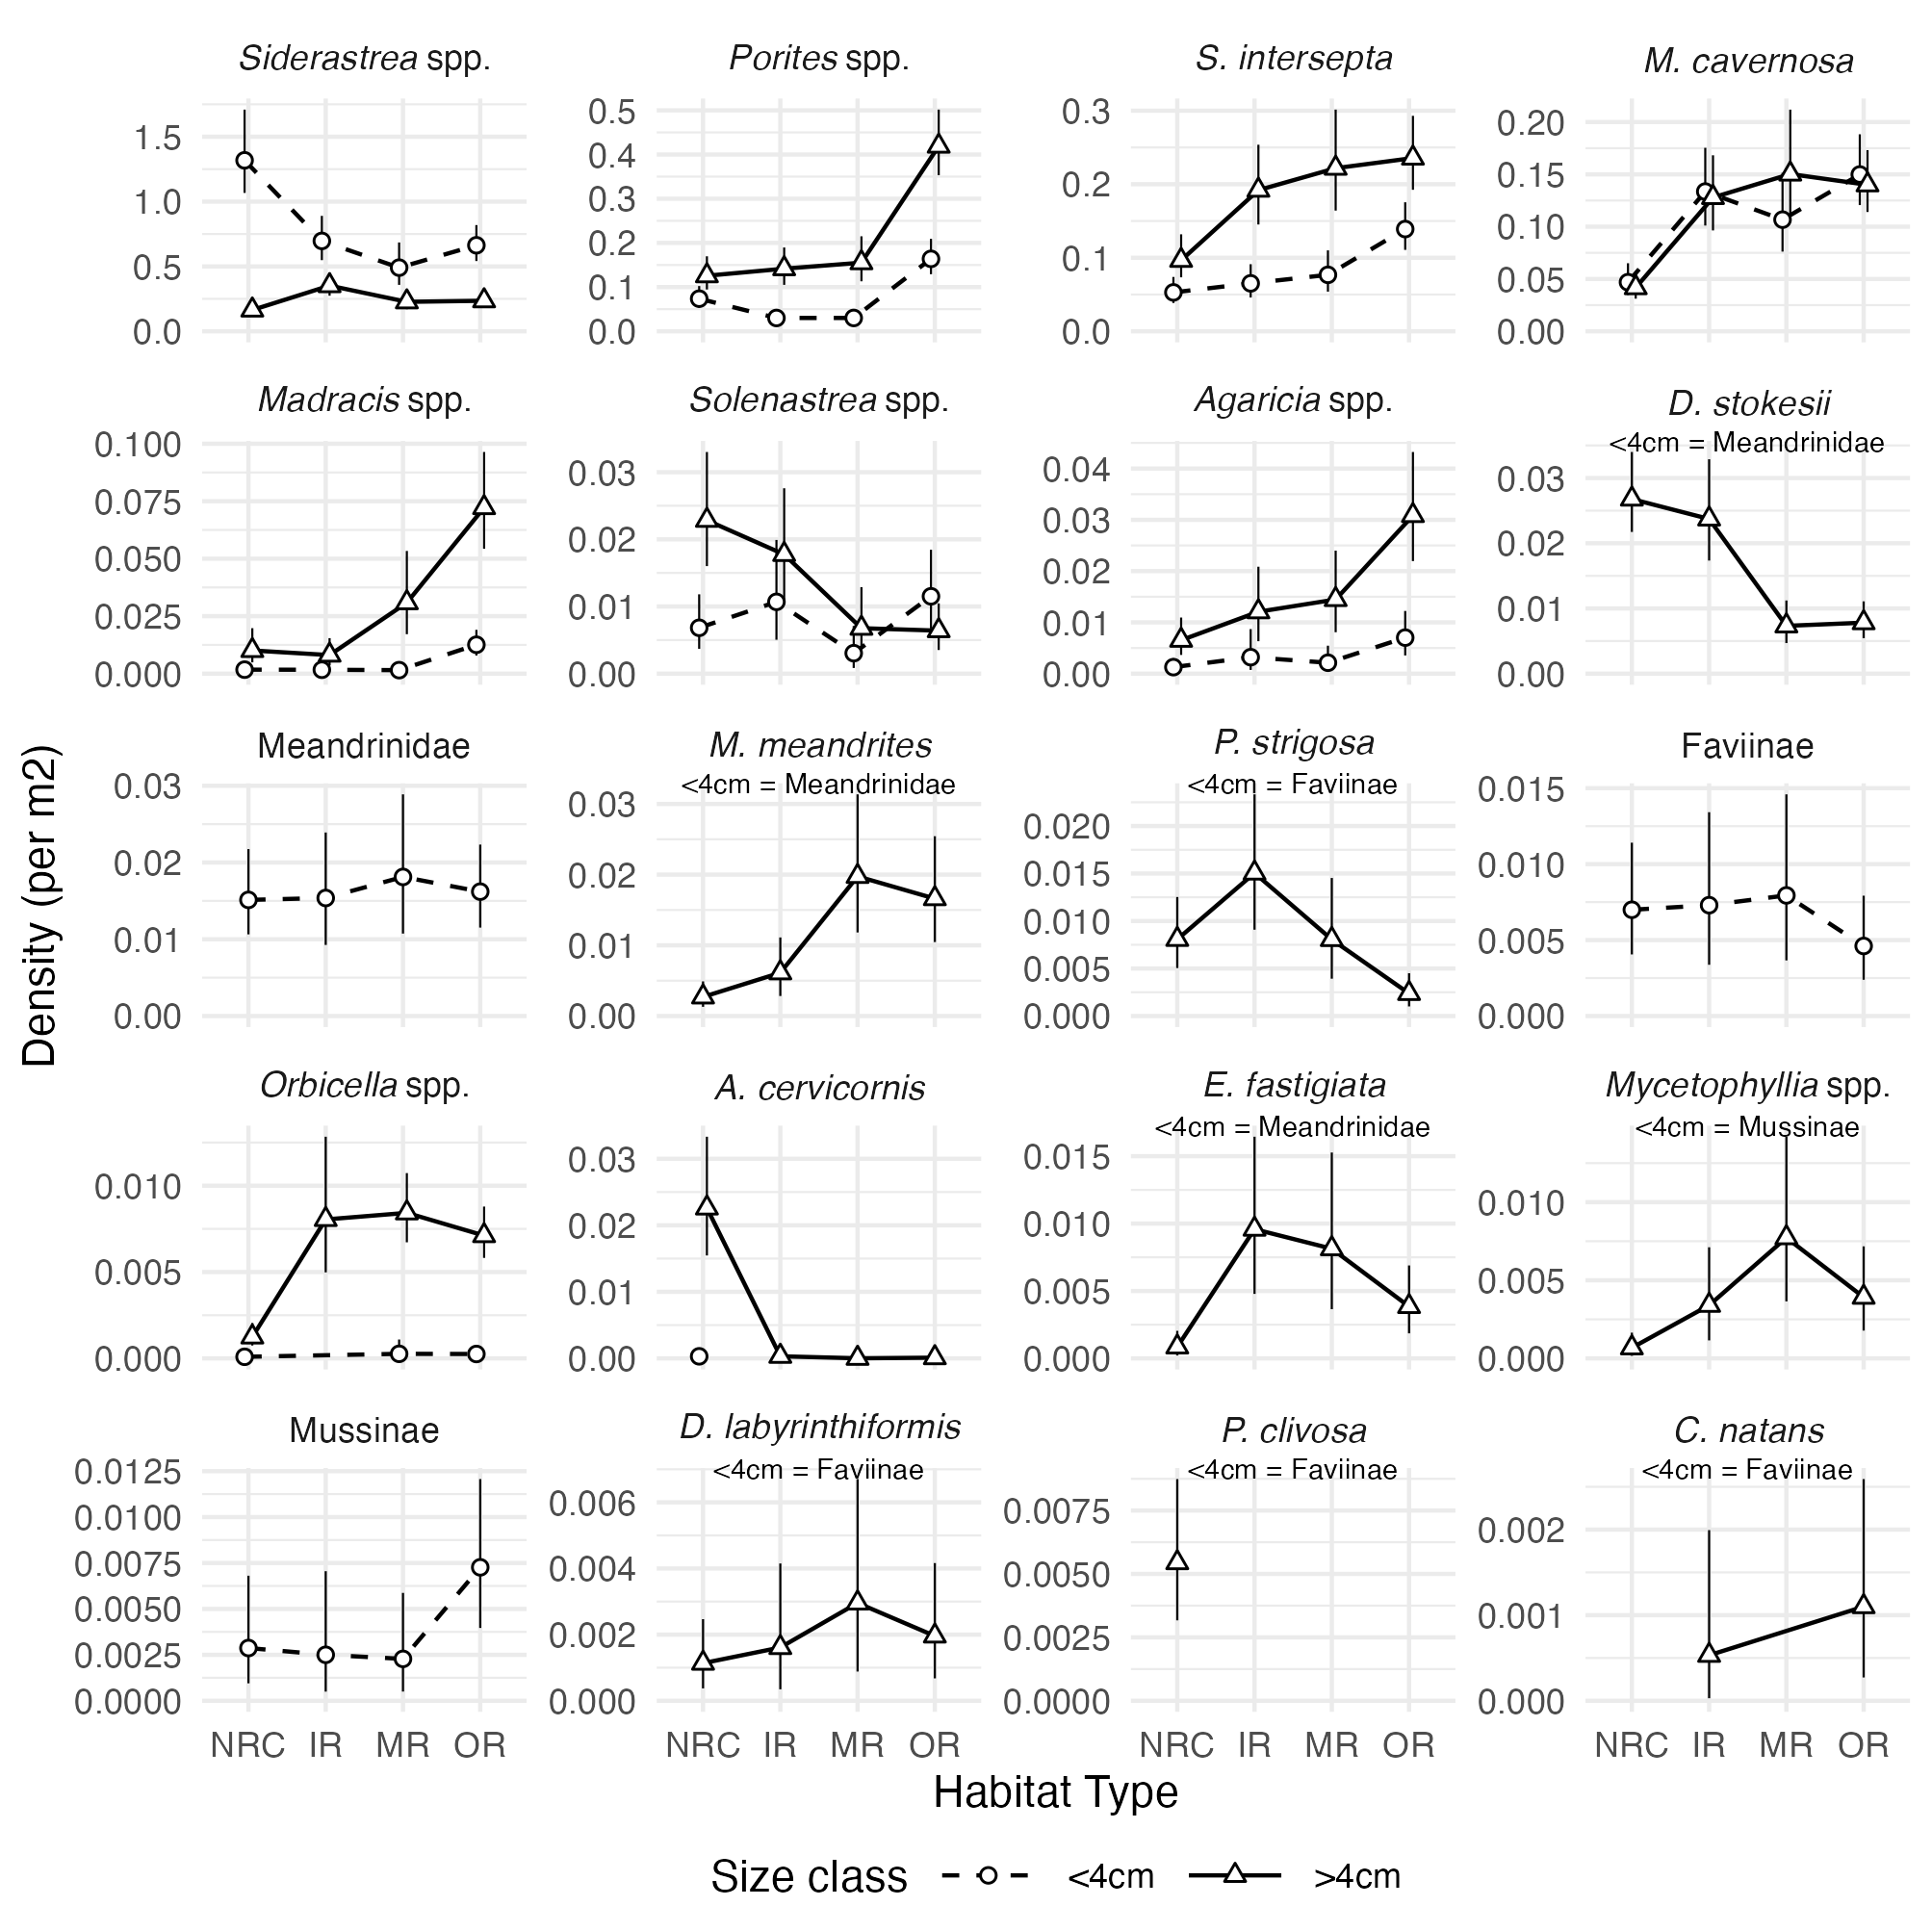 Siderastrea spp.
Porites spp.
S. intersepta
M. cavernosa
1.5
1.0
0.5
0.0
0.5
0.4
0.3
0.2
0.1
0.0
0.3
0.2
0.1
0.0
0.20
0.15
0.10
0.05
0.00
Madracis spp.
Solenastrea spp.
Agaricia spp.
D. stokesii
<4cm = Meandrinidae
0.100
0.075
0.050
0.025
0.000
0.03
0.02
0.01
0.00
0.04
0.03
0.02
0.01
0.00
0.03
0.02
0.01
0.00
Density (per m2)
Meandrinidae
M. meandrites
<4cm = Meandrinidae
P. strigosa
<4cm = Faviinae
Faviinae
0.03
0.02
0.01
0.00
0.03
0.02
0.01
0.00
0.020
0.015
0.010
0.005
0.000
0.015
0.010
0.005
0.000
Orbicella spp.
A. cervicornis
E. fastigiata
<4cm = Meandrinidae
Mycetophyllia spp.
<4cm = Mussinae
0.010
0.005
0.000
0.03
0.02
0.01
0.00
0.015
0.010
0.005
0.000
0.010
0.005
0.000
Mussinae
D. labyrinthiformis
<4cm = Faviinae
P. clivosa
<4cm = Faviinae
C. natans
<4cm = Faviinae
0.0125
0.0100
0.0075
0.0050
0.0025
0.0000
0.006
0.004
0.002
0.000
0.0075
0.0050
0.0025
0.0000
0.002
0.001
0.000
NRC IR MR OR
NRC IR MR OR
NRC IR MR OR
NRC IR MR OR
Habitat Type
Size class <4cm >4cm